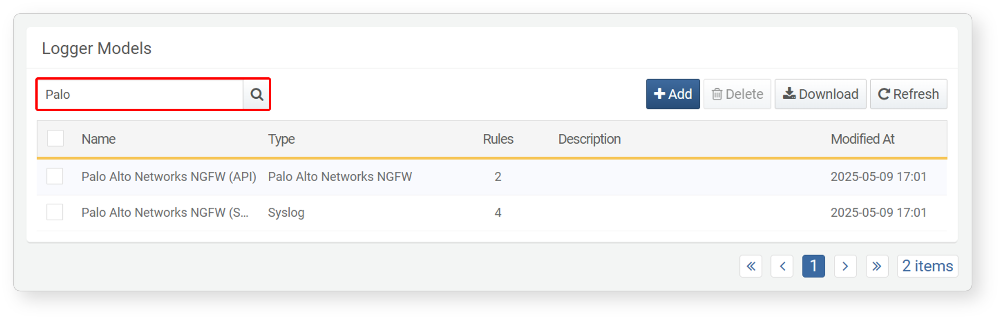 Logger Models
Palo
Add Delete Download Refresh
Name Type Rules Description Modified At
Palo Alto Networks NGFW (API) Palo Alto Networks NGFW 2 2025-05-09 17:01
Palo Alto Networks NGFW (S... Syslog 4 2025-05-09 17:01
« < 1 > » 2 items